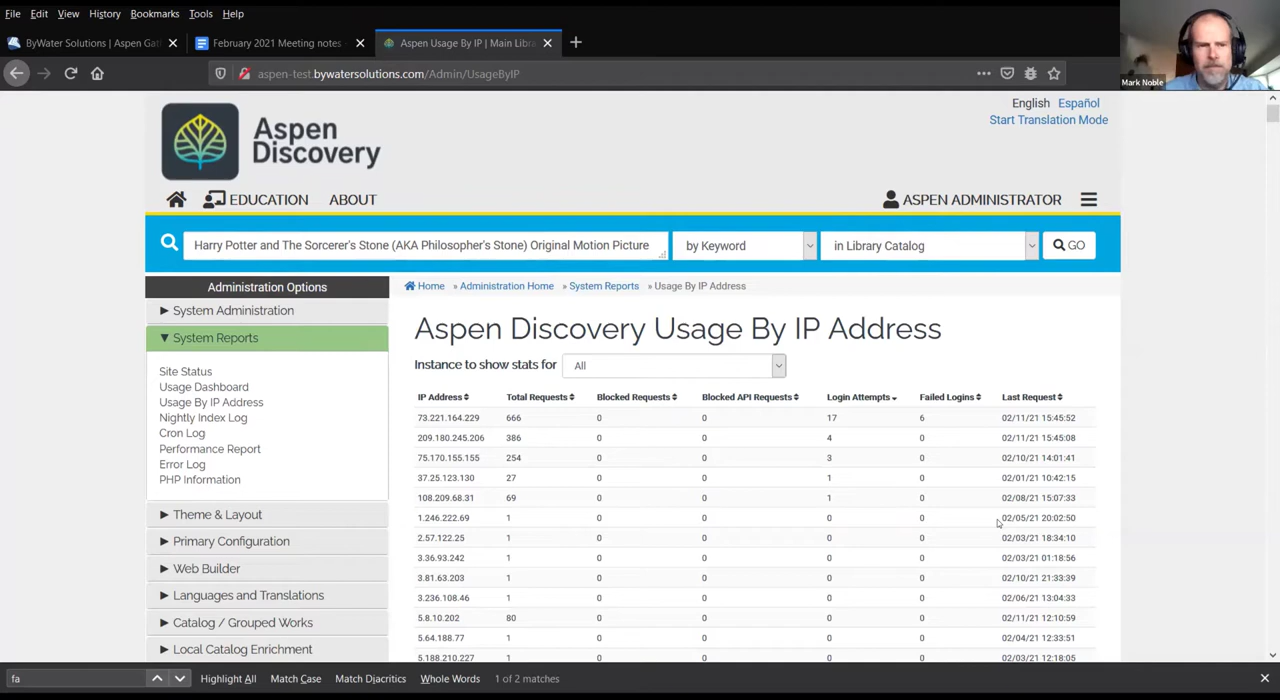 File Edit View History Bookmarks Tools Help
ByWater Solutions | Aspen Gat
February 2021 Meeting notes -
Aspen Usage By IP | Main Libra
aspen-test.bywatersolutions.com/Admin/UsageByIP
Mark Noble
English Español
Start Translation Mode
Aspen
Discovery
EDUCATION ABOUT
ASPEN ADMINISTRATOR
Harry Potter and The Sorcerer's Stone (AKA Philosopher's Stone) Original Motion Picture
by Keyword
in Library Catalog
GO
Administration Options
System Administration
System Reports
Site Status
Usage Dashboard
Usage By IP Address
Nightly Index Log
Cron Log
Performance Report
Error Log
PHP Information
Theme & Layout
Primary Configuration
Web Builder
Languages and Translations
Catalog / Grouped Works
Local Catalog Enrichment
Home » Administration Home » System Reports » Usage By IP Address
Aspen Discovery Usage By IP Address
Instance to show stats for All
IP Address Total Requests Blocked Requests Blocked API Requests Login Attempts Failed Logins Last Request
73.221.164.229 666 0 0 17 6 02/11/21 15:45:52
209.180.245.206 386 0 0 4 0 02/11/21 15:45:08
75.170.155.155 254 0 0 3 0 02/10/21 14:01:41
37.25.123.130 27 0 0 1 0 02/01/21 10:42:15
108.209.68.31 69 0 0 1 0 02/08/21 15:07:33
1.246.222.69 1 0 0 0 0 02/05/21 20:02:50
2.57.122.25 1 0 0 0 0 02/03/21 18:34:10
3.36.93.242 1 0 0 0 0 02/03/21 01:18:56
3.81.63.203 1 0 0 0 0 02/10/21 21:33:39
3.236.108.46 1 0 0 0 0 02/06/21 13:04:33
5.8.10.202 80 0 0 0 0 02/11/21 12:10:59
5.64.188.77 1 0 0 0 0 02/04/21 12:33:51
5.188.210.227 1 0 0 0 0 02/03/21 12:18:05
fa
Highlight All Match Case Match Diacritics Whole Words 1 of 2 matches